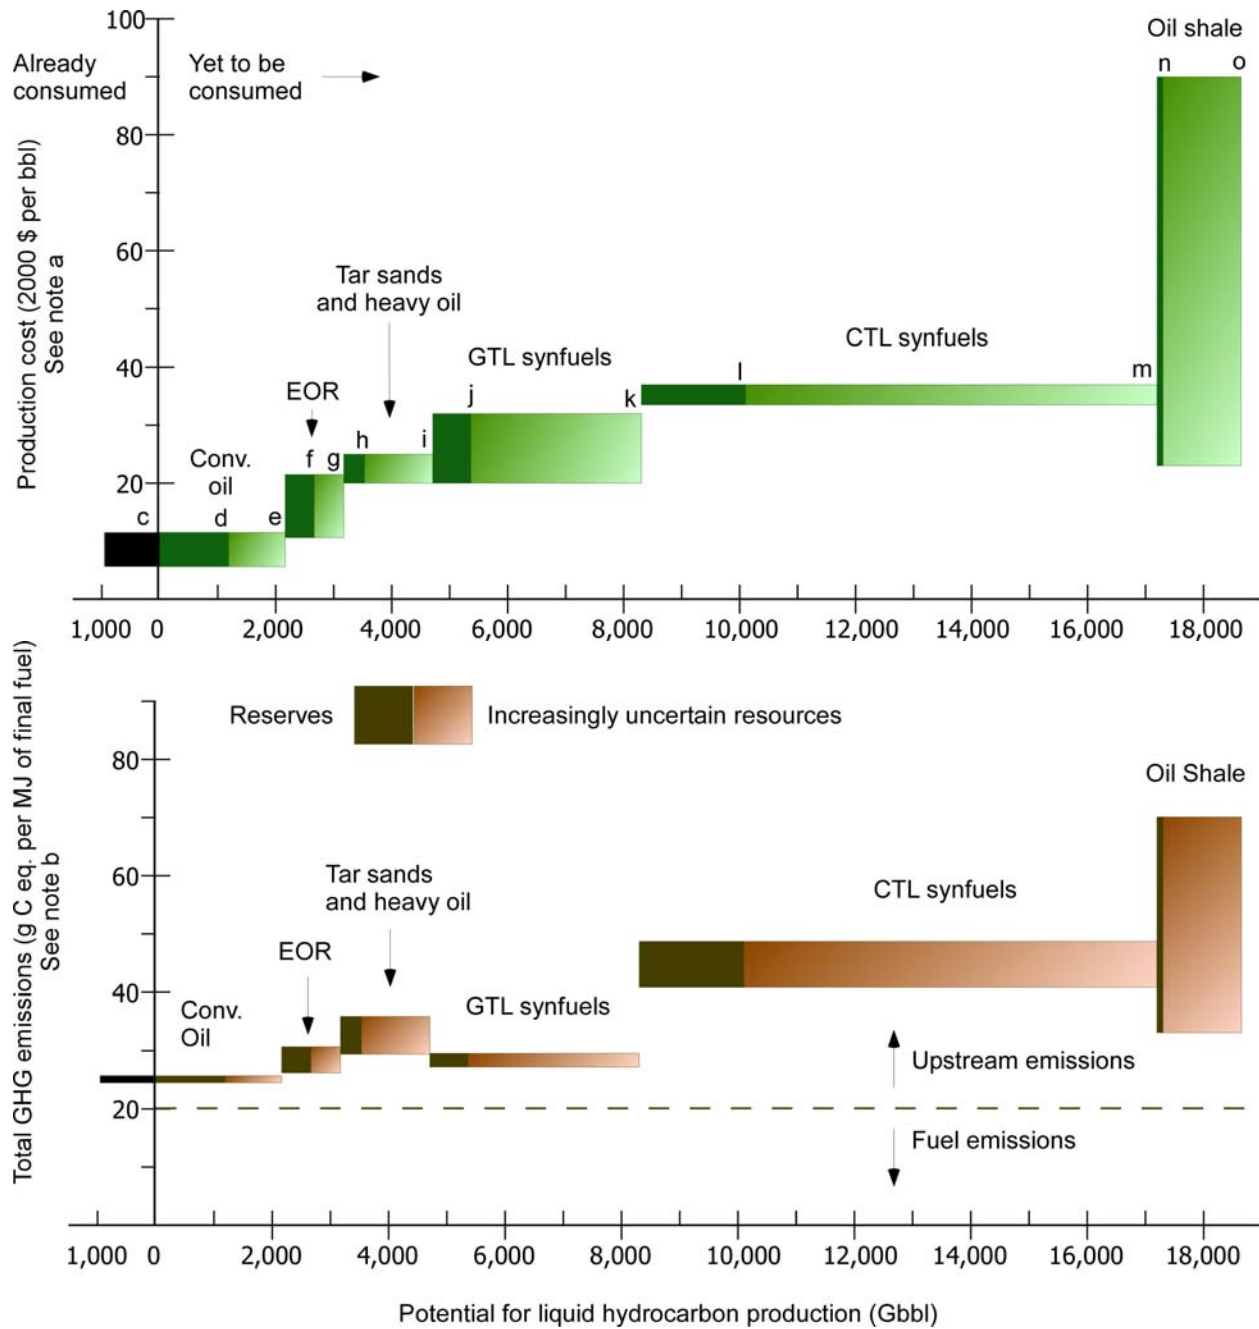 100
Oil shale
n
o
Already
consumed
Yet to be
consumed
80
Production cost (2000 $ per bbl)
See note a
60
Tar sands
and heavy oil
CTL synfuels
GTL synfuels
40
l
m
EOR
j
k
h
i
Conv.
oil
f
g
20
c
d
e
1,000 0 2,000 4,000 6,000 8,000 10,000 12,000 14,000 16,000 18,000
Total GHG emissions (g C eq. per MJ of final fuel)
See note b
Reserves
Increasingly uncertain resources
80
Oil Shale
60
Tar sands
and heavy oil
CTL synfuels
EOR
40
Conv.
Oil
GTL synfuels
Upstream emissions
20
Fuel emissions
1,000 0 2,000 4,000 6,000 8,000 10,000 12,000 14,000 16,000 18,000
Potential for liquid hydrocarbon production (Gbbl)